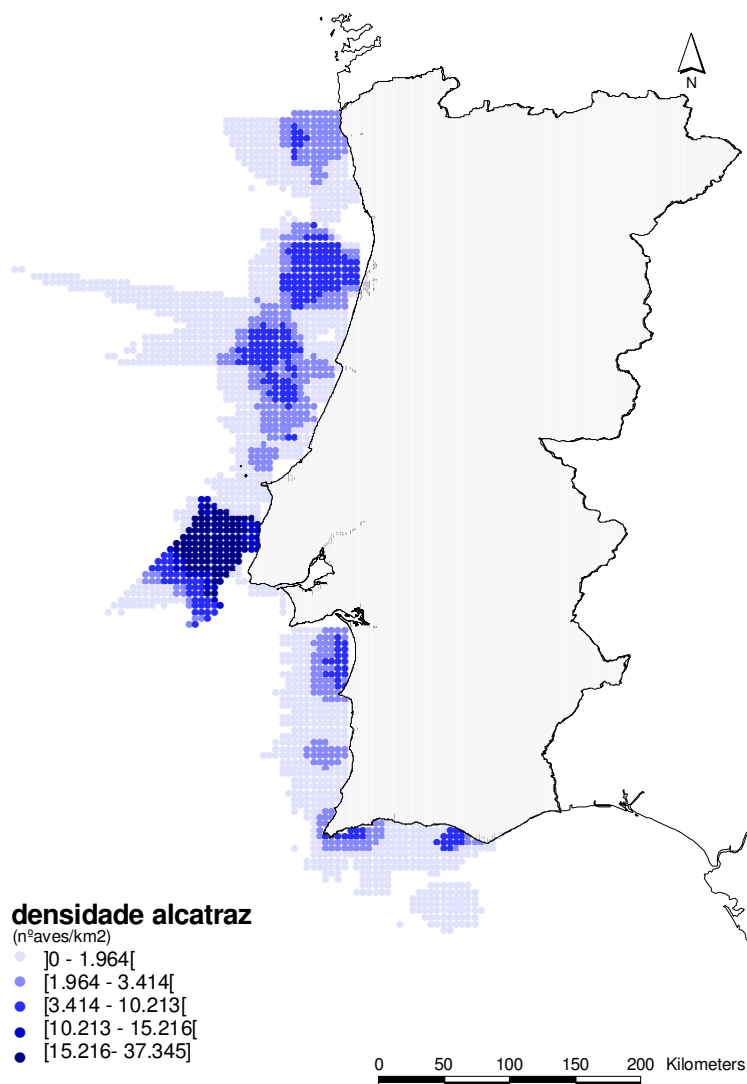 N
densidade alcatraz
(nºaves/km2)
]0 - 1.964[
[1.964 - 3.414[
[3.414 - 10.213[
[10.213 - 15.216[
[15.216- 37.345]
0 50 100 150 200 Kilometers